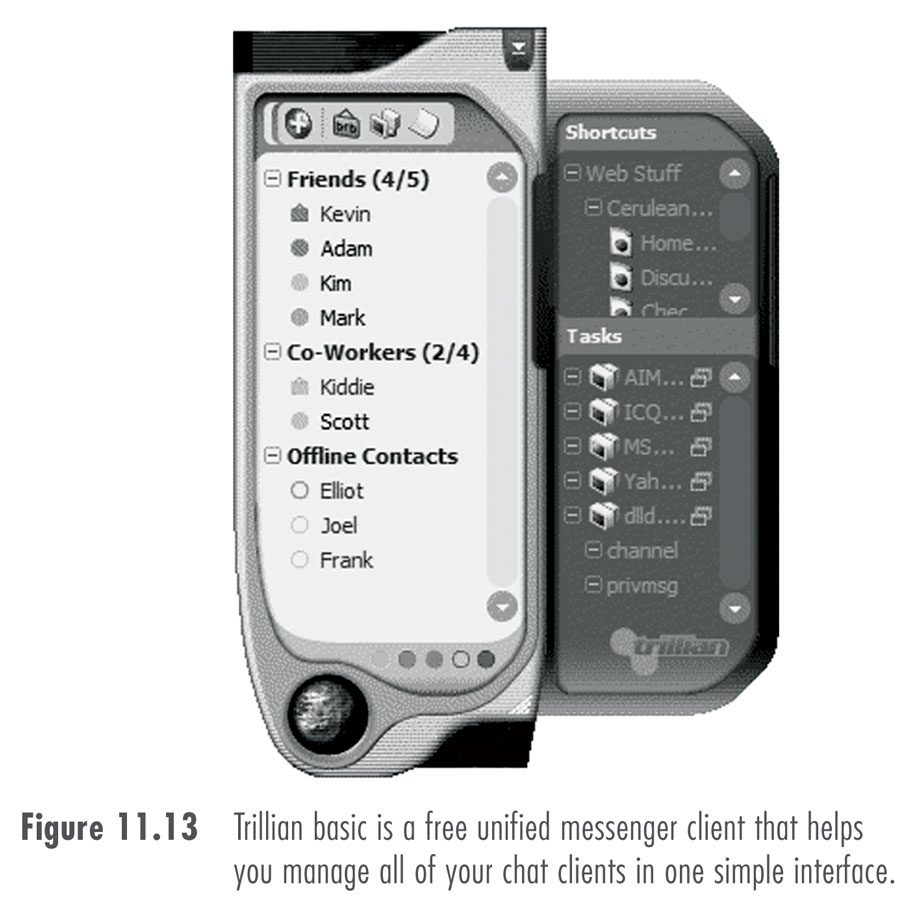 brb
Friends (4/5)
Kevin
Adam
Kim
Mark
Co-Workers (2/4)
Kiddie
Scott
Offline Contacts
Elliot
Joel
Frank
Shortcuts
Web Stuff
Cerulean...
Home...
Discu...
Chec
Tasks
AIM...
ICQ...
MS...
Yah...
dlld....
channel
privmsg
trillian
Figure 11.13 Trillian basic is a free unified messenger client that helps
you manage all of your chat clients in one simple interface.